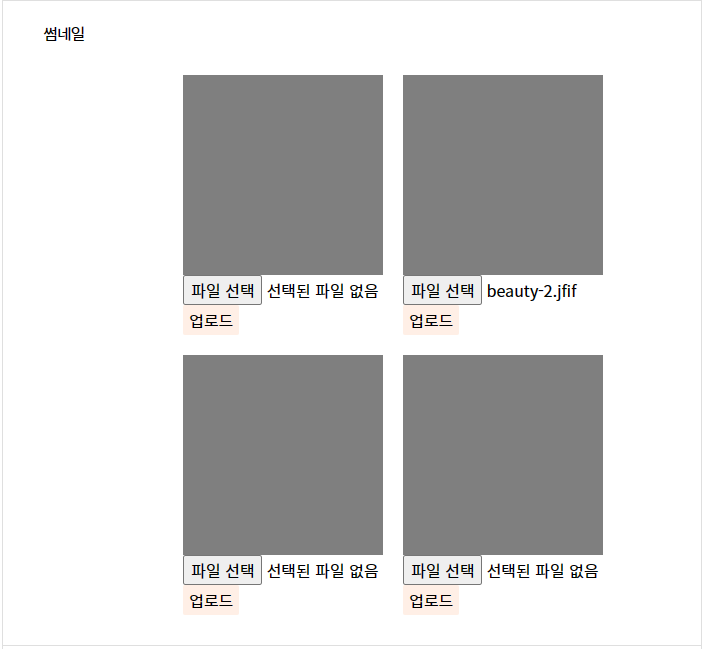 썸네일
파일 선택 선택된 파일 없음
파일 선택 beauty-2.jfif
업로드
업로드
파일 선택 선택된 파일 없음
파일 선택 선택된 파일 없음
업로드
업로드